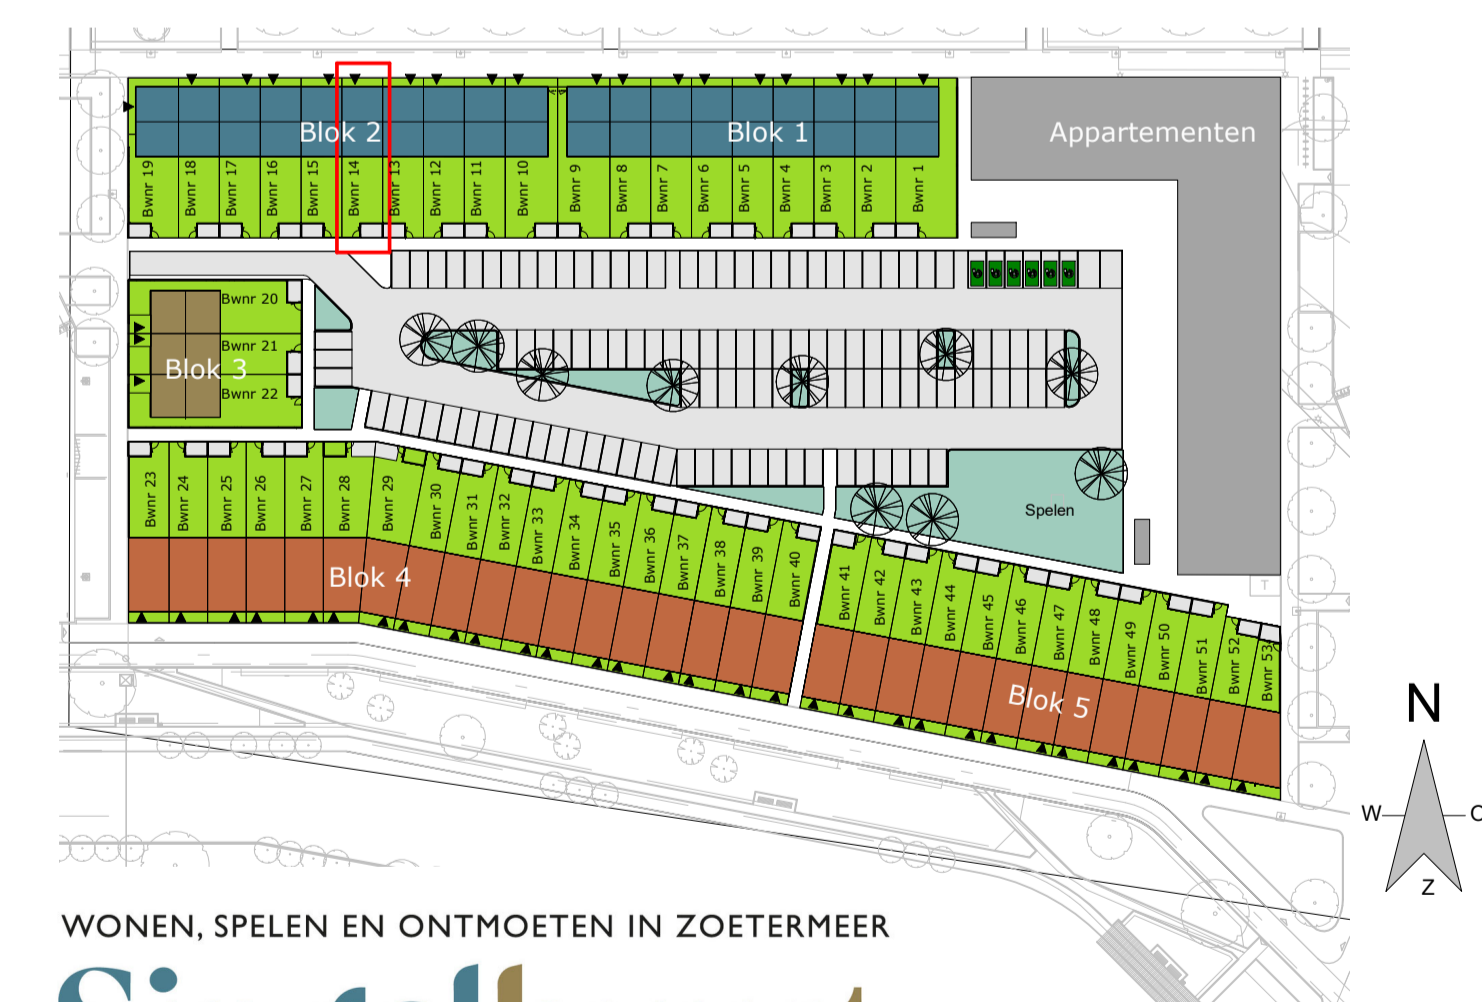 Blok 2
Blok 1
Appartementen
Bwnr 19
Bwnr 18
Bwnr 17
Bwnr 16
Bwnr 15
Bwnr 14
Bwnr 13
Bwnr 12
Bwnr 11
Bwnr 10
Bwnr 9
Bwnr 8
Bwnr 7
Bwnr 6
Bwnr 5
Bwnr 4
Bwnr 3
Bwnr 2
Bwnr 1
Bwnr 20
Bwnr 21
Blok 3
Bwnr 22
Bwnr 23
Bwnr 24
Bwnr 25
Bwnr 26
Bwnr 27
Bwnr 28
Bwnr 29
Bwnr 30
Bwnr 31
Bwnr 32
Bwnr 33
Bwnr 34
Bwnr 35
Bwnr 36
Bwnr 37
Bwnr 38
Bwnr 39
Bwnr 40
Spelen
Bwnr 41
Bwnr 42
Bwnr 43
Bwnr 44
Bwnr 45
Bwnr 46
Bwnr 47
Bwnr 48
Bwnr 49
Bwnr 50
Bwnr 51
Bwnr 52
Bwnr 53
T
Blok 4
Blok 5
N
W
O
Z
WONEN, SPELEN EN ONTMOETEN IN ZOETERMEER